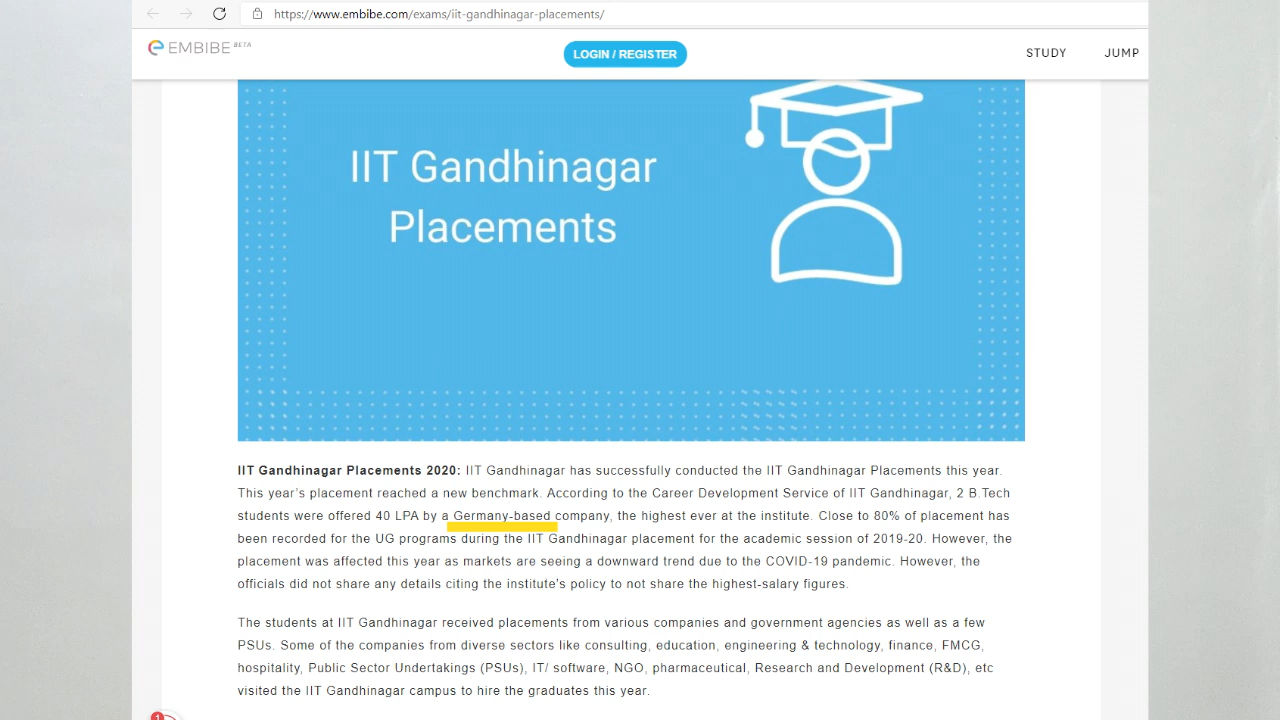 https://www.embibe.com/exams/iit-gandhinagar-placements/
EMBIBE BETA
LOGIN / REGISTER
STUDY
JUMP
IIT Gandhinagar
Placements
IIT Gandhinagar Placements 2020: IIT Gandhinagar has successfully conducted the IIT Gandhinagar Placements this year.
This year's placement reached a new benchmark. According to the Career Development Service of IIT Gandhinagar, 2 B.Tech
students were offered 40 LPA by a Germany-based company, the highest ever at the institute. Close to 80% of placement has
been recorded for the UG programs during the IIT Gandhinagar placement for the academic session of 2019-20. However, the
placement was affected this year as markets are seeing a downward trend due to the COVID-19 pandemic. However, the
officials did not share any details citing the institute's policy to not share the highest-salary figures.
The students at IIT Gandhinagar received placements from various companies and government agencies as well as a few
PSUs. Some of the companies from diverse sectors like consulting, education, engineering & technology, finance, FMCG,
hospitality, Public Sector Undertakings (PSUs), IT/ software, NGO, pharmaceutical, Research and Development (R&D), etc
visited the IIT Gandhinagar campus to hire the graduates this year.
1